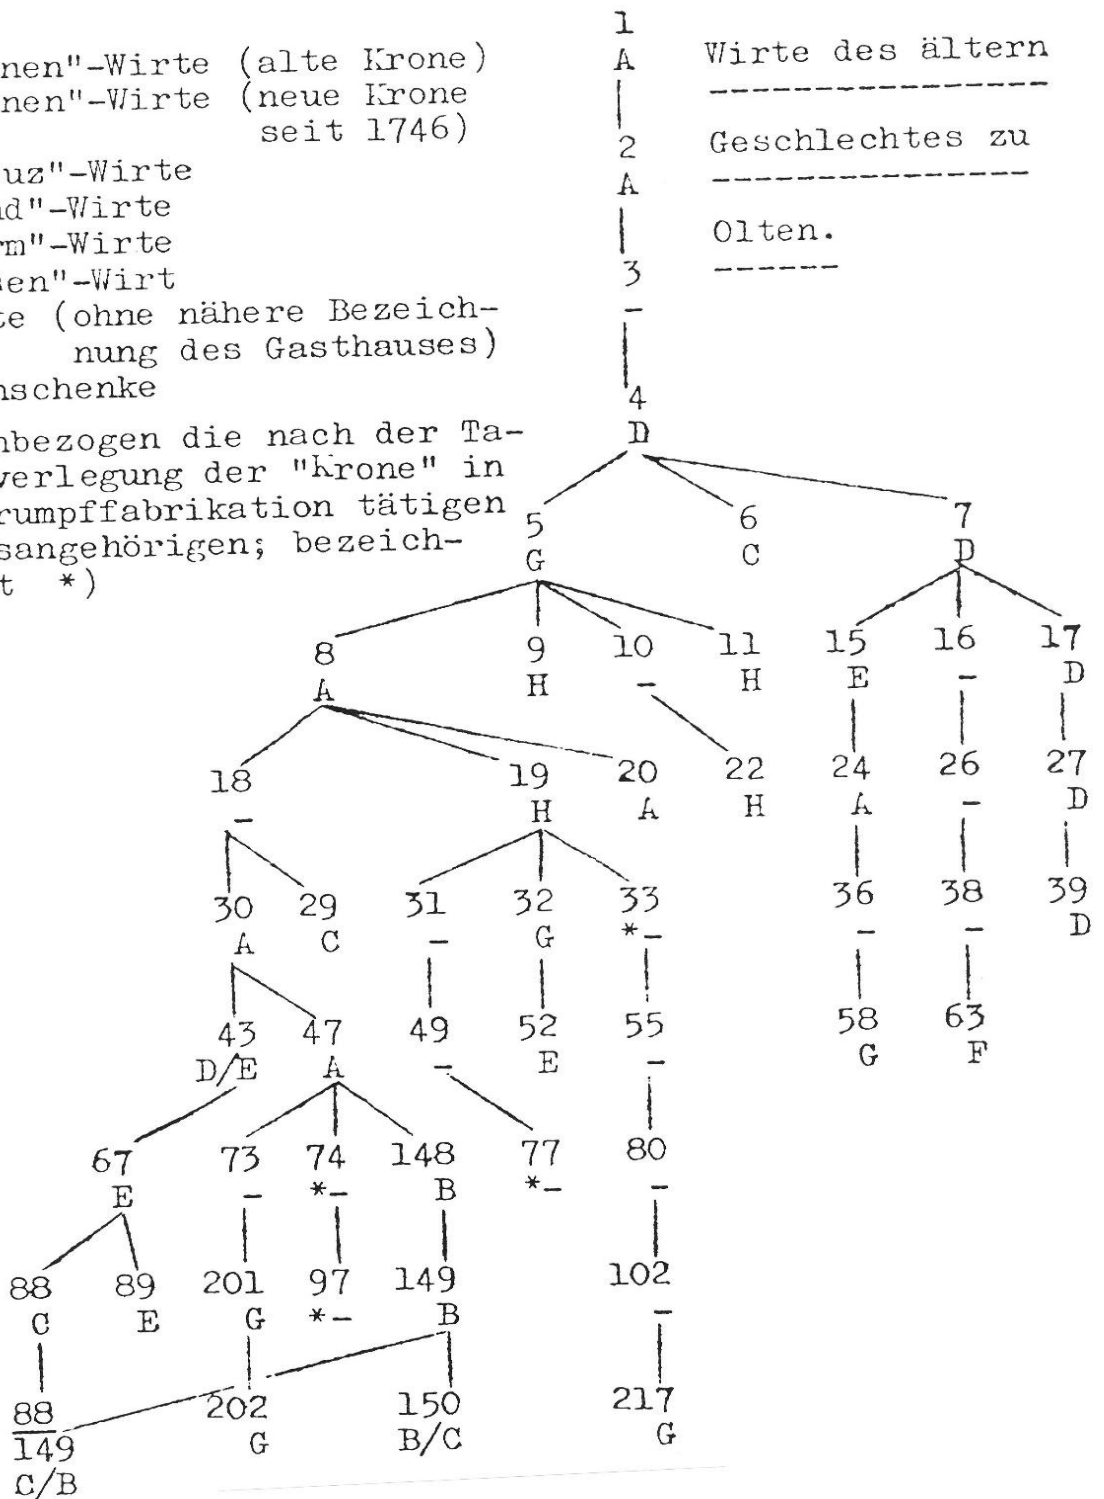 1
nen"-Wirte (alte Krone) A Wirte des ältern
nen"-Wirte (neue Krone
seit 1746)
2 Geschlechtes zu
uz"-Wirte A
d"-Wirte
Olten.
m"-Wirte
3
sen"-Wirt
te (ohne nähere Bezeich- -
nung des Gasthauses)
nschenke 4
nbezogen die nach der Ta- D
verlegung der "Krone" in
rumpffabrikation tätigen 5 6 7
sangehörigen; bezeich- G C D
t *)
8 9 10 11 15 16 17
A H - H E - D
18 19 20 22 24 26 27
- H A H A - D
30 29 31 32 33 36 38 39
A C - G *- - - D
43 47 49 52 55 58 63
D/E A - E - G F
67 73 74 148 77 80
E - *- B *- -
88 89 201 97 149 102
C E G *- B -
88 202 150 217
149 G B/C G
C/B